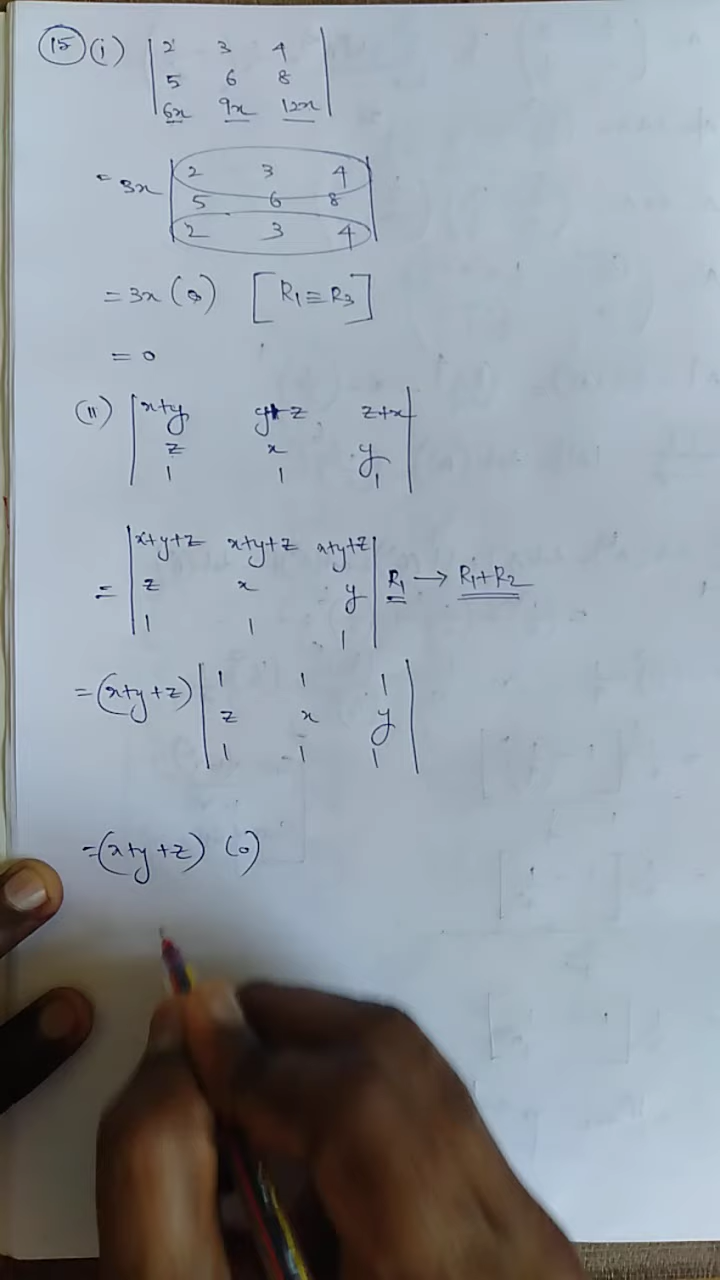 15 (i) | 2 3 4 |
| 5 6 8 |
| 6x 9x 12x |
= 3x | 2 3 4 |
| 5 6 8 |
| 2 3 4 |
= 3x (0) [R₁ ≡ R₃]
= 0
(ii) | x+y y+z z+x |
| z x y |
| 1 1 1 |
| x+y+z x+y+z x+y+z |
= | z x y | R₁ → R₁+R₂
| 1 1 1 |
= (x+y+z) | 1 1 1 |
| z x y |
| 1 1 1 |
= (x+y+z) (0)